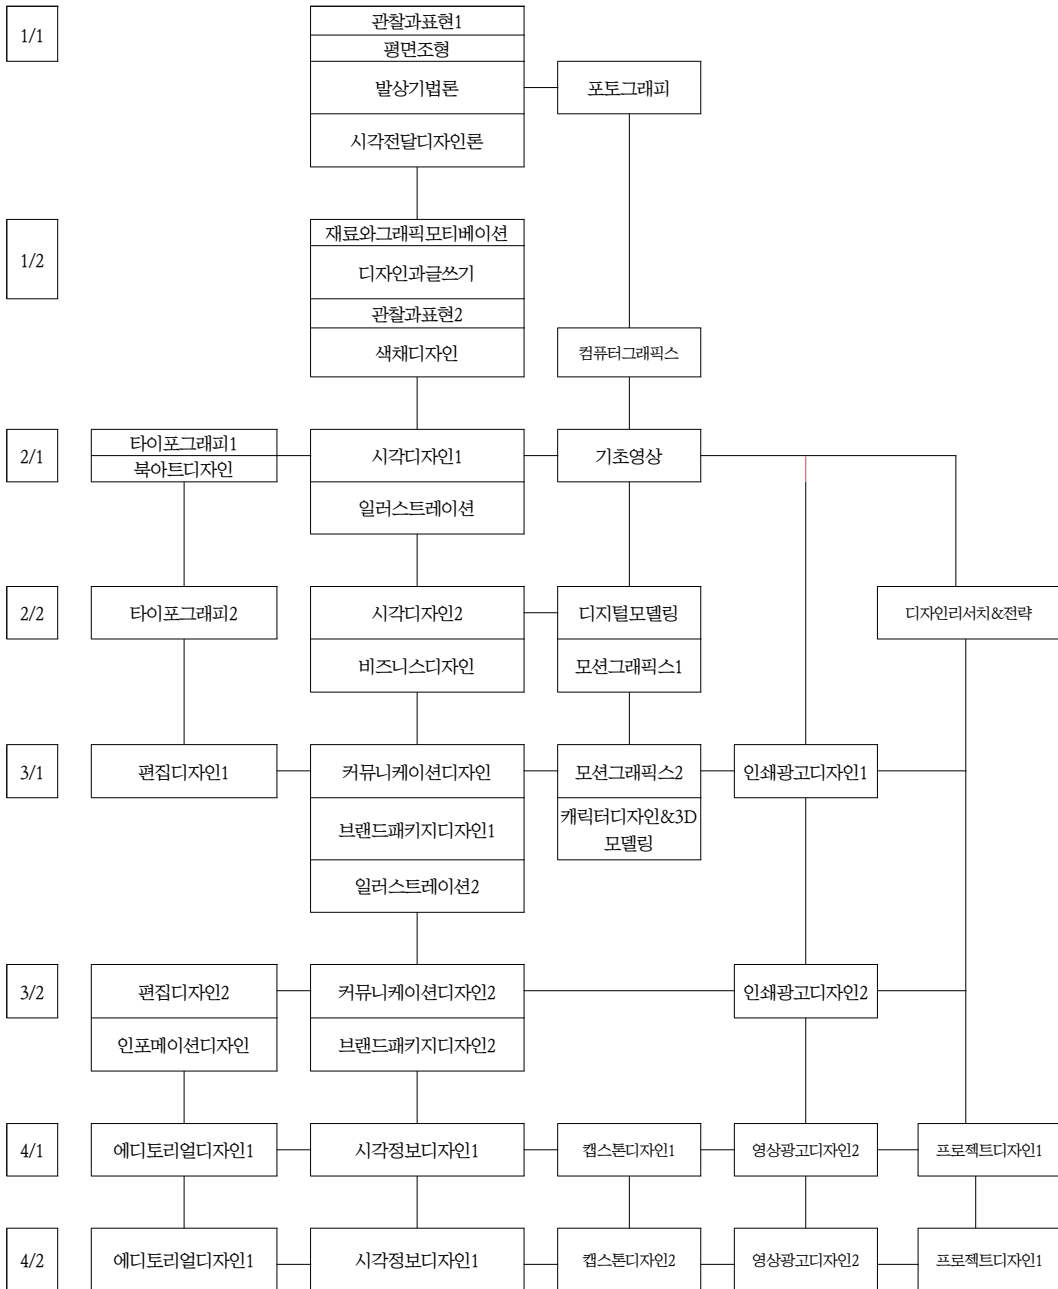 1/1
관찰과표현1
평면조형
발상기법론
포토그래피
시각전달디자인론
1/2
재료와그래픽모티베이션
디자인과글쓰기
관찰과표현2
색채디자인
컴퓨터그래픽스
2/1
타이포그래피1
북아트디자인
시각디자인1
기초영상
일러스트레이션
2/2
타이포그래피2
시각디자인2
디지털모델링
디자인리서치&전략
비즈니스디자인
모션그래픽스1
3/1
편집디자인1
커뮤니케이션디자인
모션그래픽스2
인쇄광고디자인1
브랜드패키지디자인1
캐릭터디자인&3D
모델링
일러스트레이션2
3/2
편집디자인2
커뮤니케이션디자인2
인쇄광고디자인2
인포메이션디자인
브랜드패키지디자인2
4/1
에디토리얼디자인1
시각정보디자인1
캡스톤디자인1
영상광고디자인2
프로젝트디자인1
4/2
에디토리얼디자인1
시각정보디자인1
캡스톤디자인2
영상광고디자인2
프로젝트디자인1